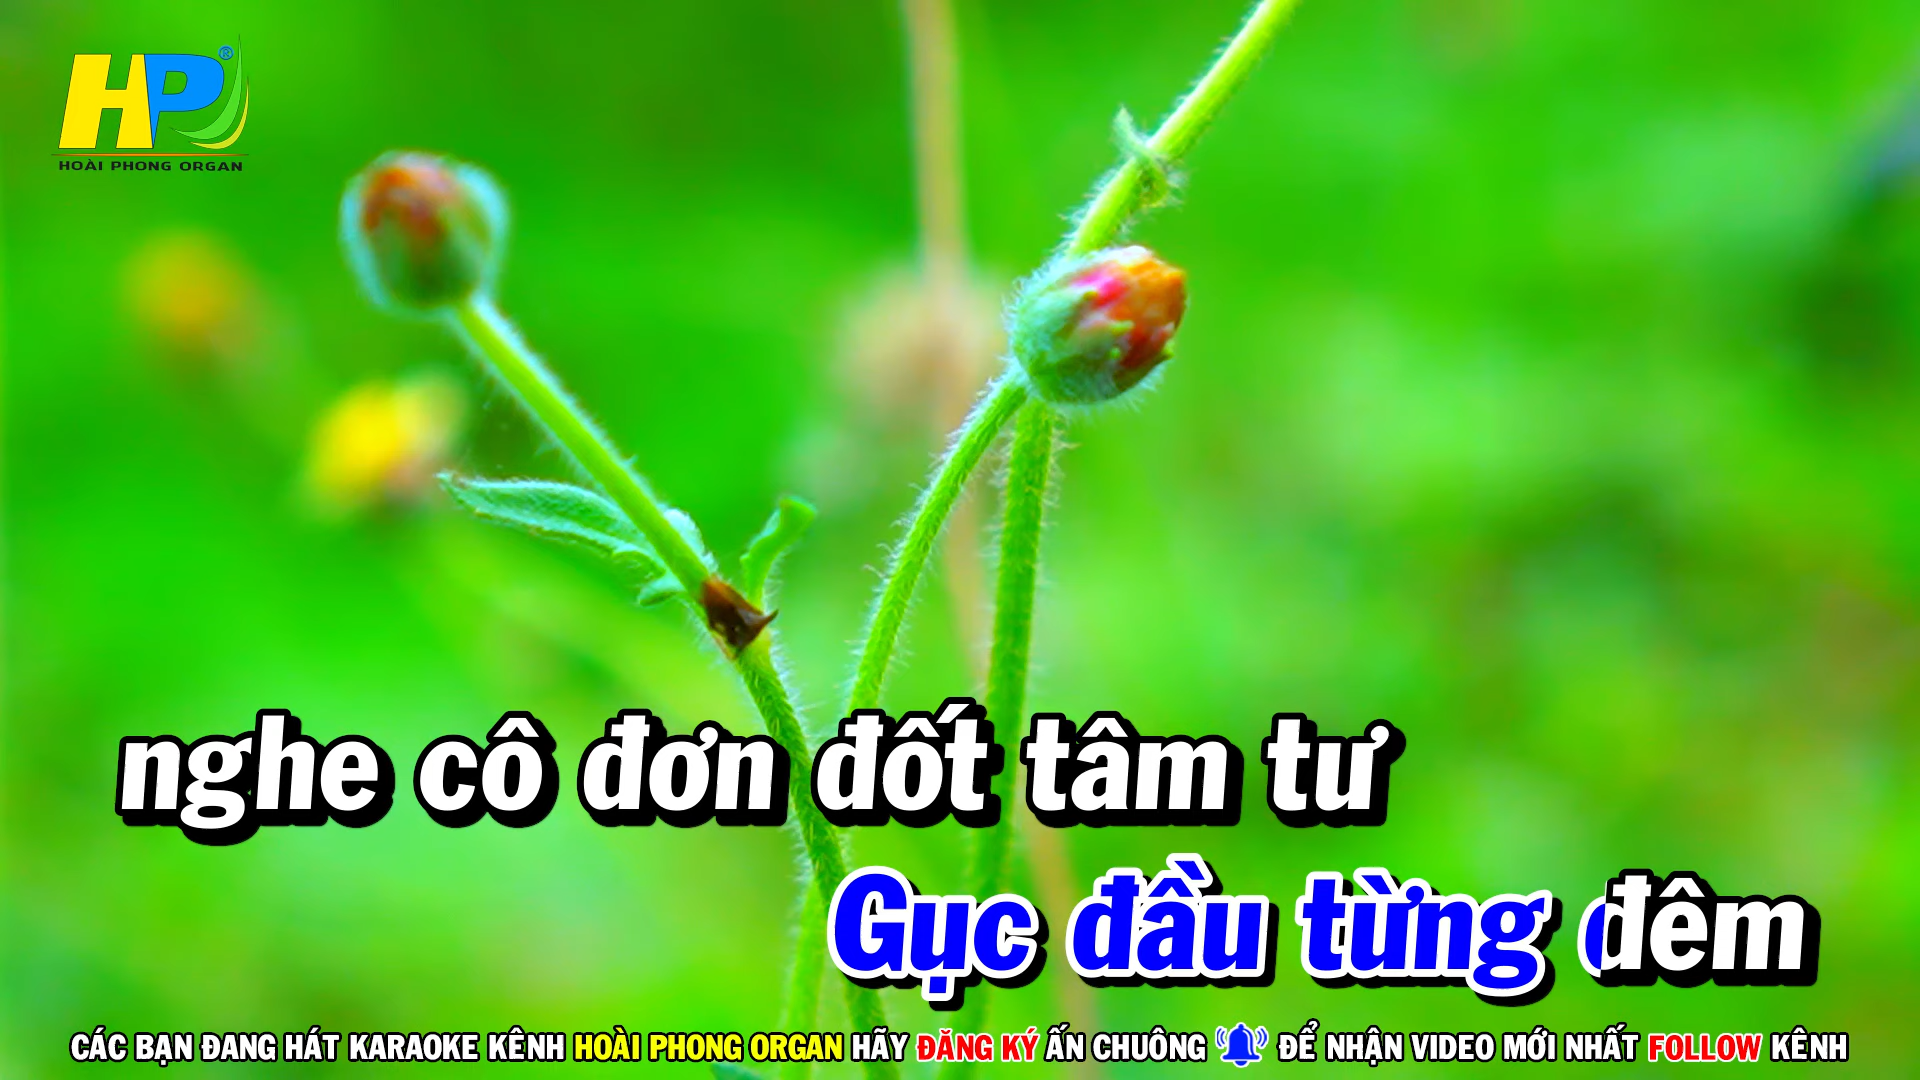 HP®
HOÀI PHONG ORGAN
nghe cô đơn đốt tâm tư
Gục đầu từng đêm
CÁC BẠN ĐANG HÁT KARAOKE KÊNH HOÀI PHONG ORGAN HÃY ĐĂNG KÝ ẤN CHUÔNG ĐỂ NHẬN VIDEO MỚI NHẤT FOLLOW KÊNH